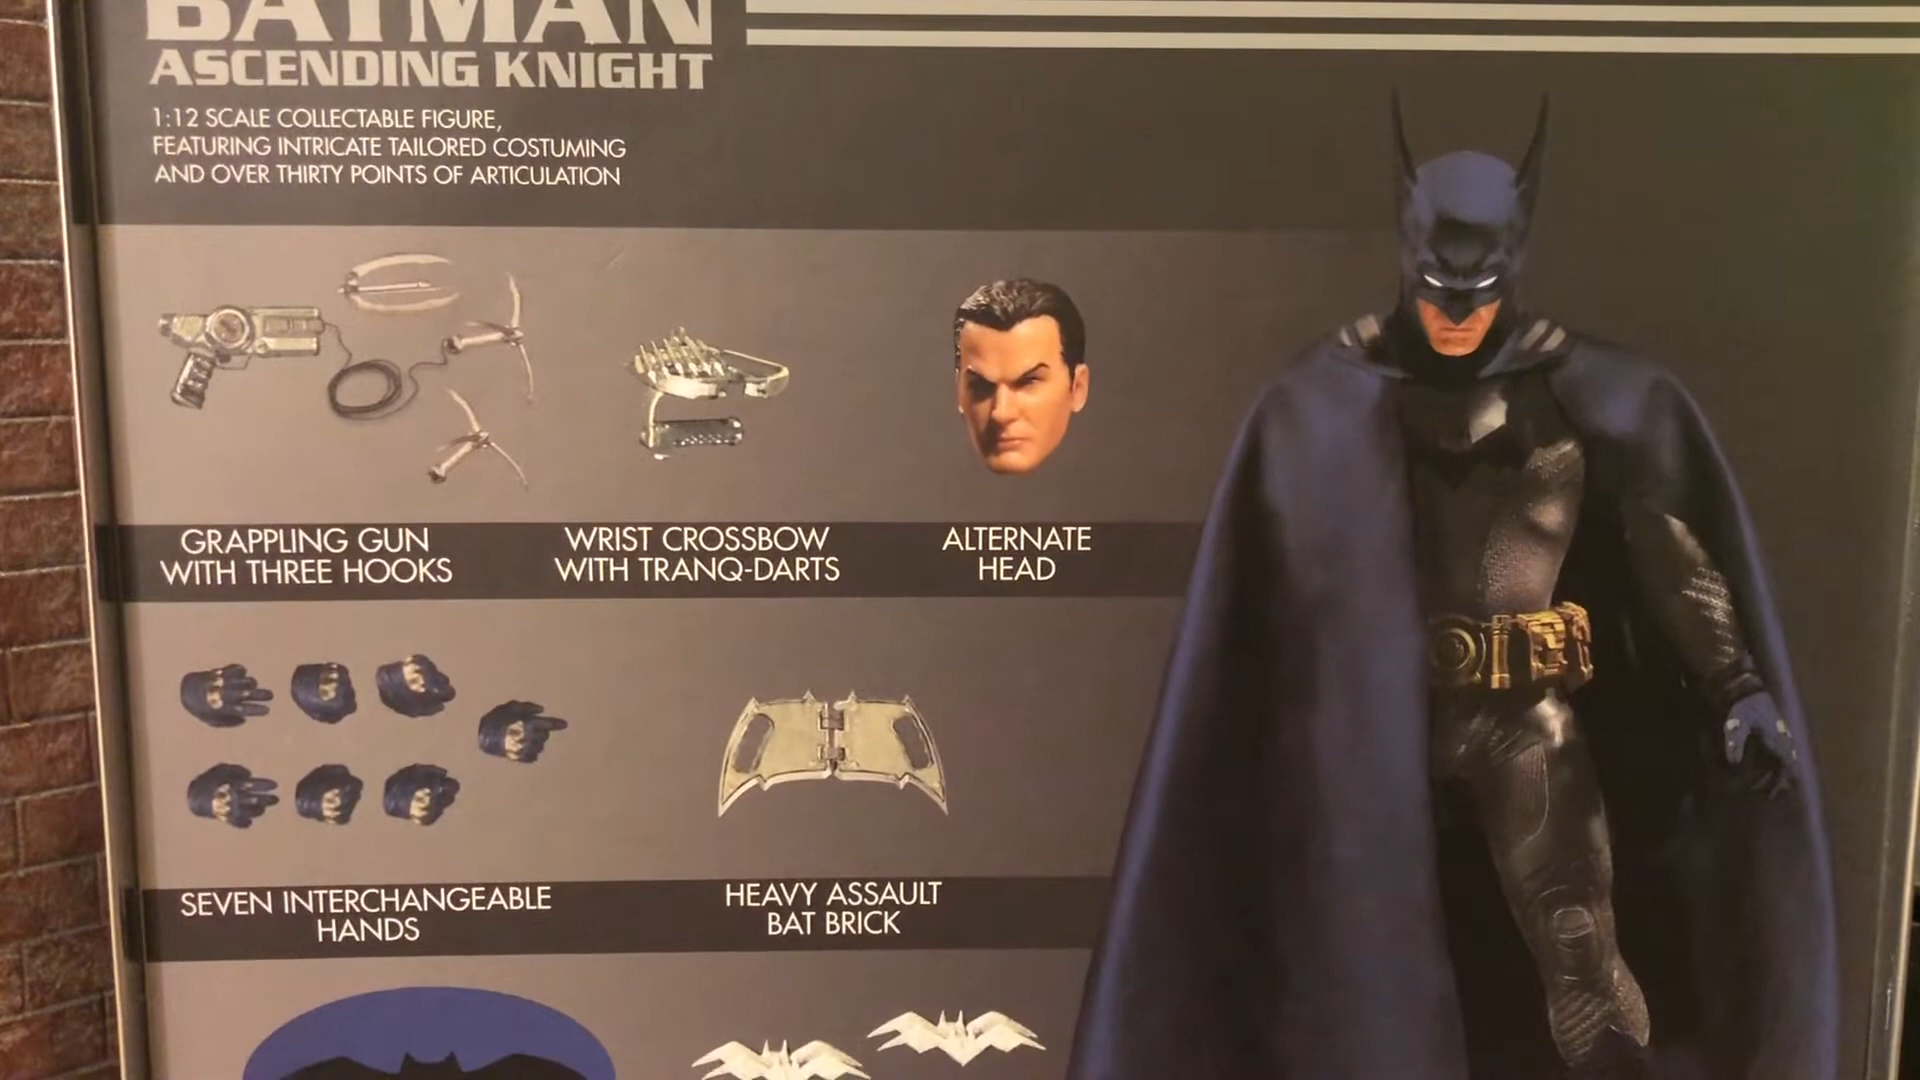 BATMAN
ASCENDING KNIGHT
1:12 SCALE COLLECTABLE FIGURE,
FEATURING INTRICATE TAILORED COSTUMING
AND OVER THIRTY POINTS OF ARTICULATION
GRAPPLING GUN
WITH THREE HOOKS
WRIST CROSSBOW
WITH TRANQ-DARTS
ALTERNATE
HEAD
SEVEN INTERCHANGEABLE
HANDS
HEAVY ASSAULT
BAT BRICK